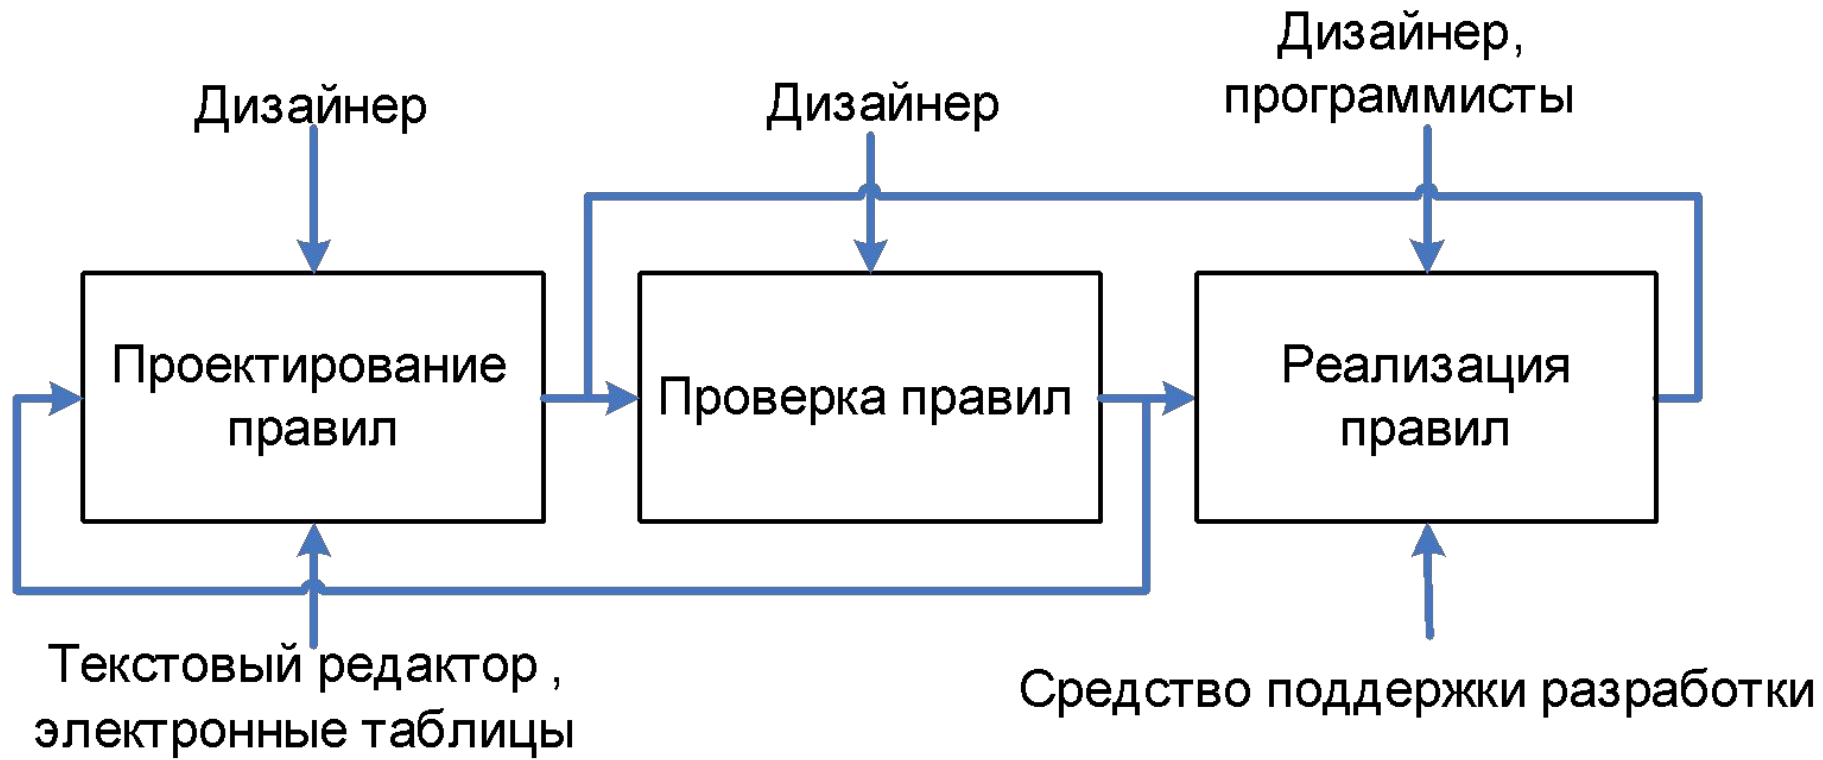 Дизайнер
Дизайнер
Дизайнер,
программисты
Проектирование
правил
Проверка правил
Реализация
правил
Текстовый редактор ,
электронные таблицы
Средство поддержки разработки